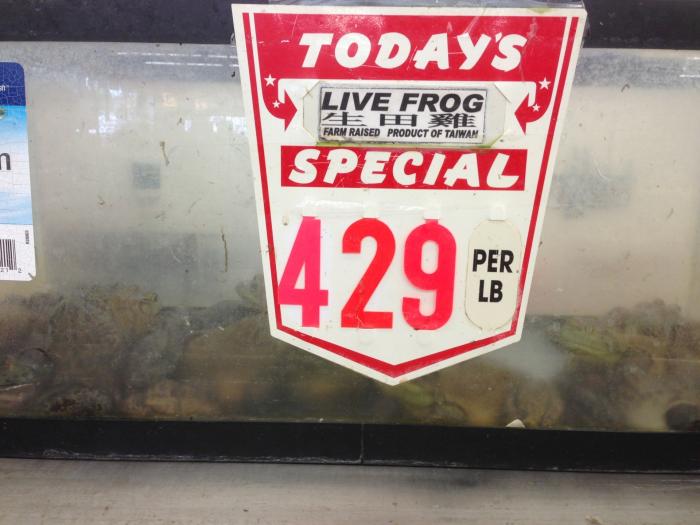 TODAY'S
LIVE FROG
生田雞
FARM RAISED PRODUCT OF TAIWAN
SPECIAL
429
PER
LB